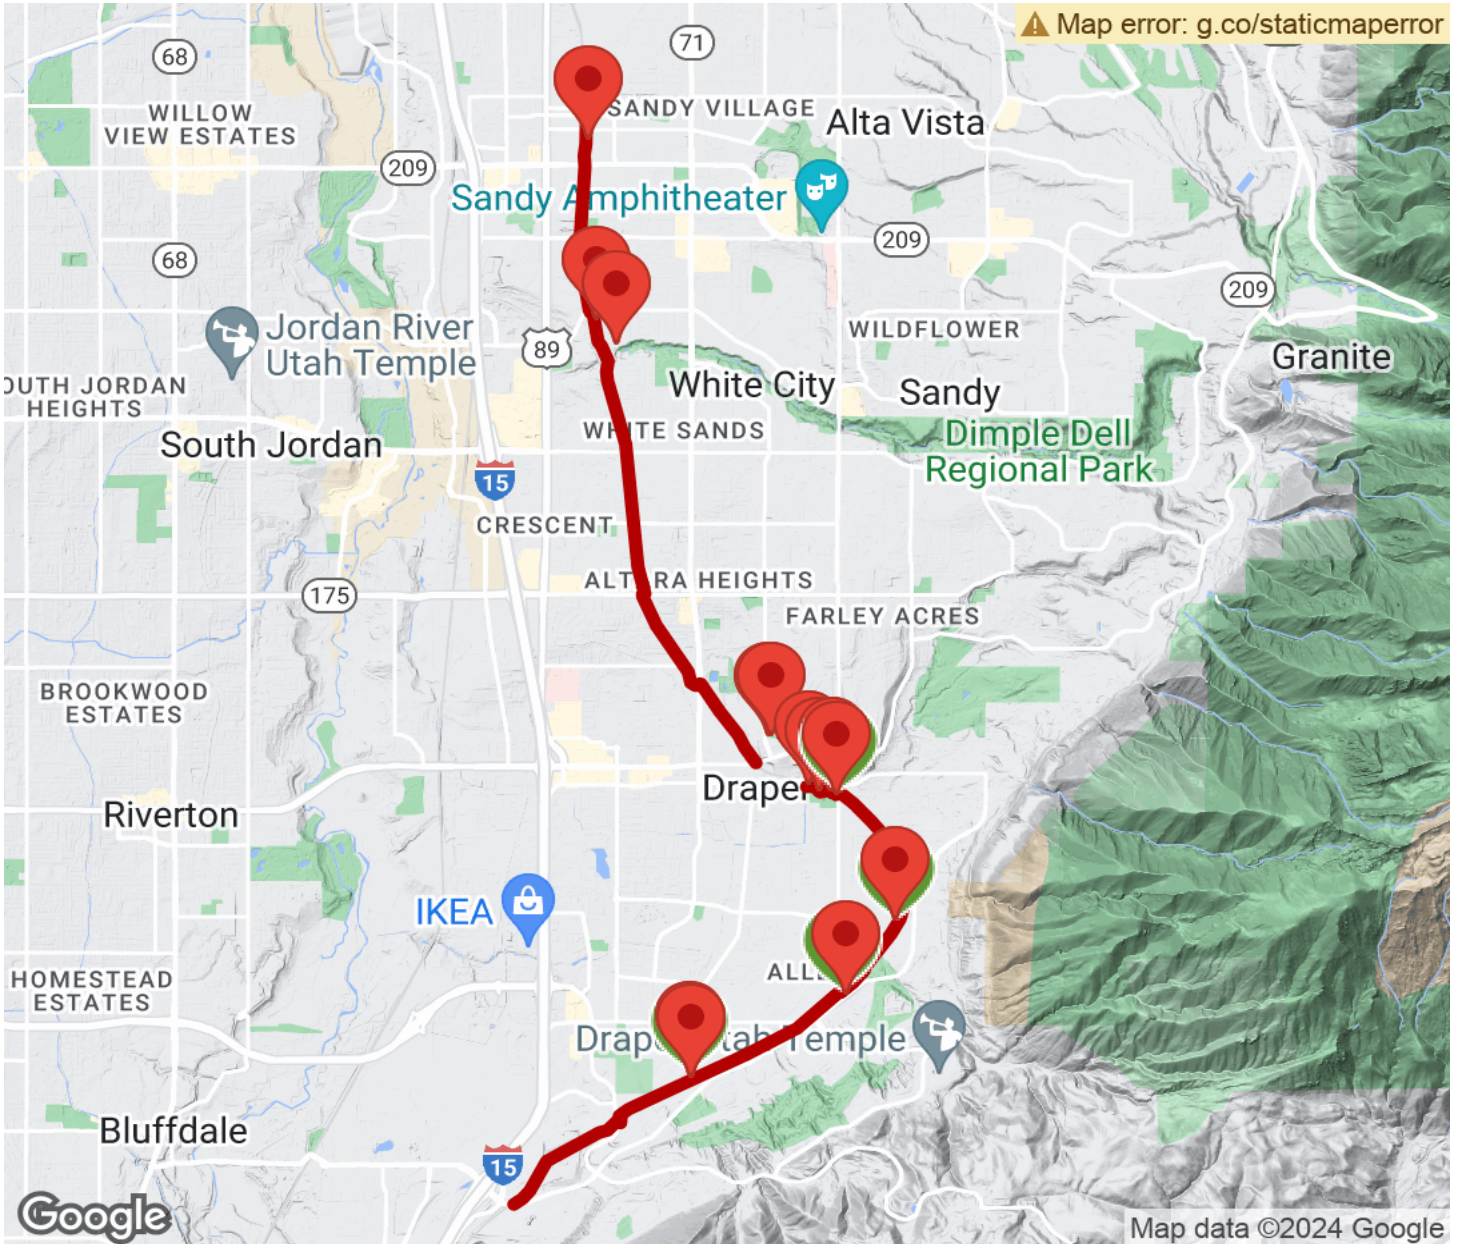 Map error: g.co/staticmaperror
68
71
WILLOW
VIEW ESTATES
SANDY VILLAGE
Alta Vista
209
Sandy Amphitheater
209
68
209
Jordan River
Utah Temple
89
WILDFLOWER
Granite
OUTH JORDAN
HEIGHTS
White City
Sandy
WHITE SANDS
South Jordan
Dimple Dell
Regional Park
15
CRESCENT
ALTARA HEIGHTS
175
FARLEY ACRES
BROOKWOOD
ESTATES
Draper
Riverton
IKEA
HOMESTEAD
ESTATES
ALL
Draper Utah Temple
Bluffdale
15
Google
Map data ©2024 Google